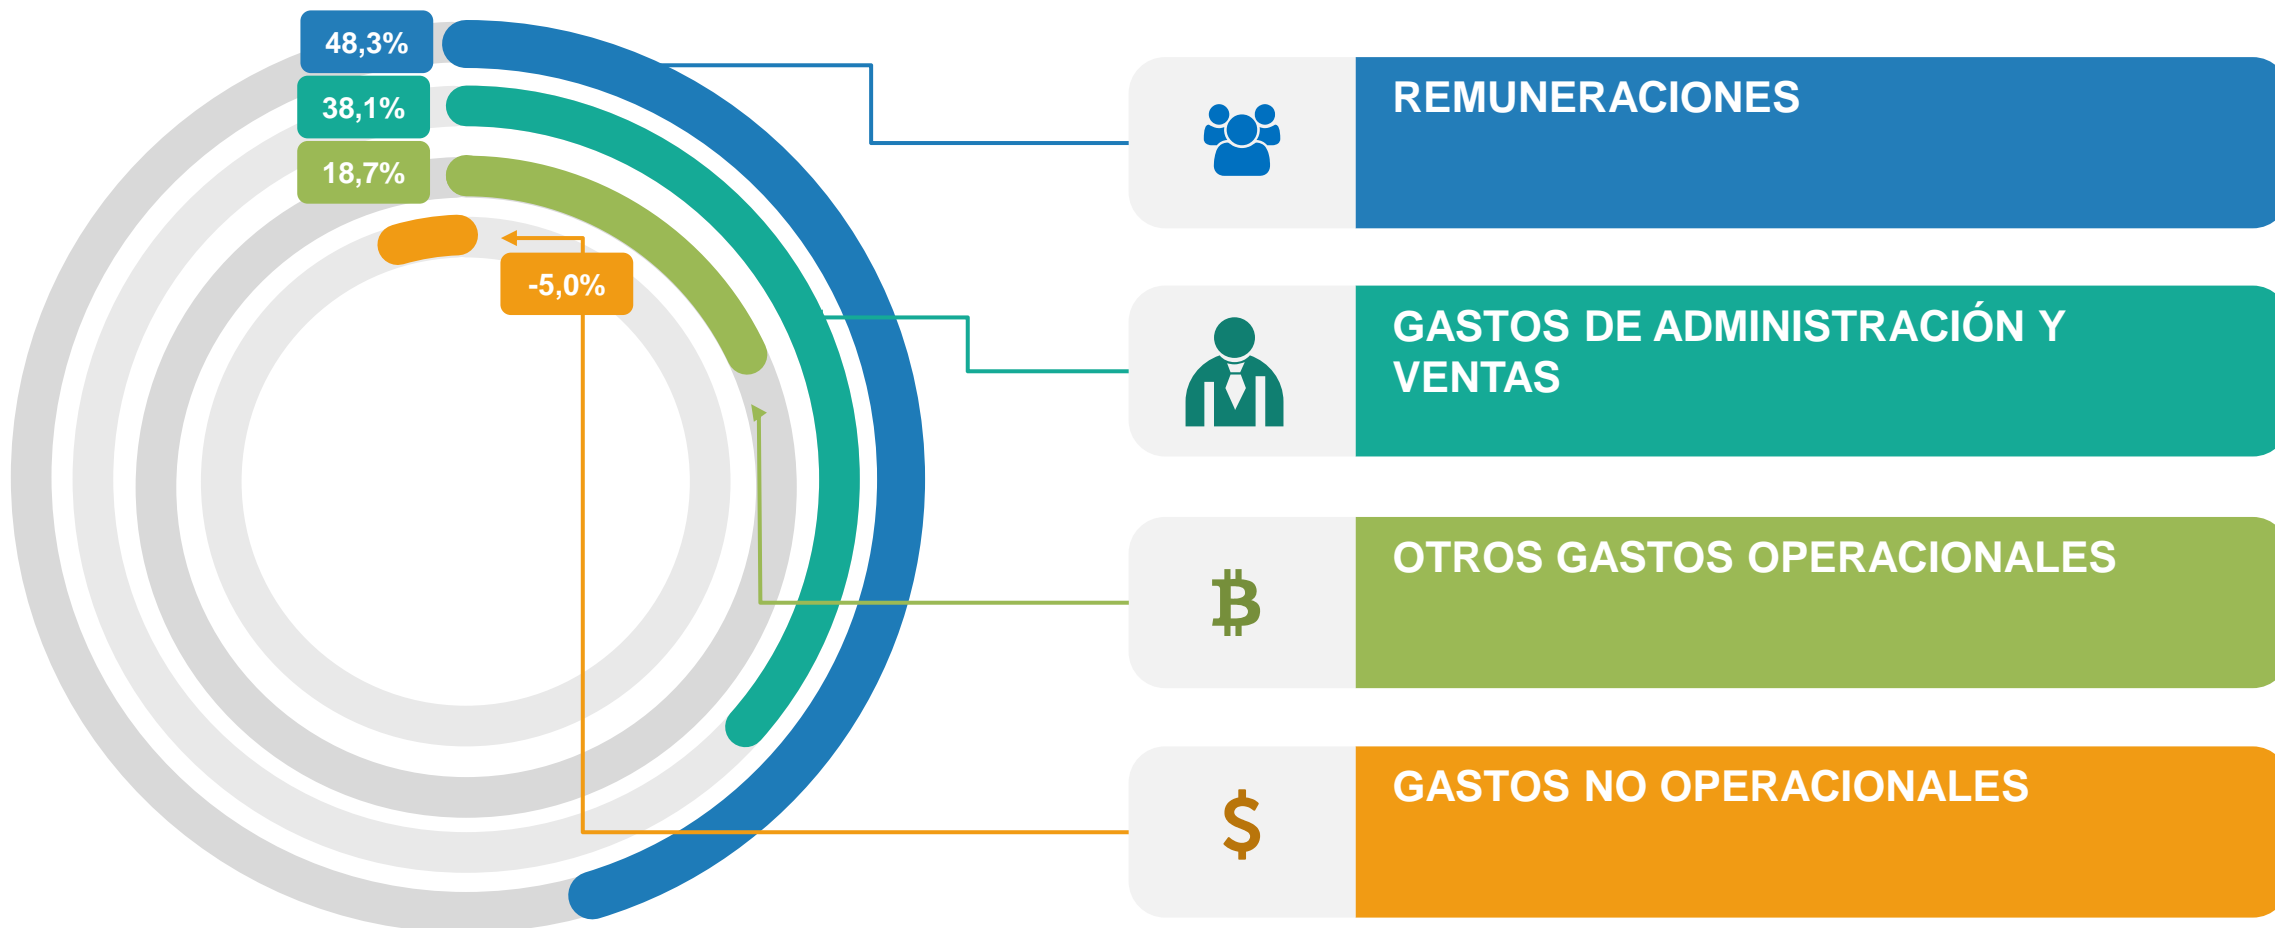 48,3%
38,1%
18,7%
-5,0%
REMUNERACIONES
GASTOS DE ADMINISTRACIÓN Y
VENTAS
OTROS GASTOS OPERACIONALES
GASTOS NO OPERACIONALES